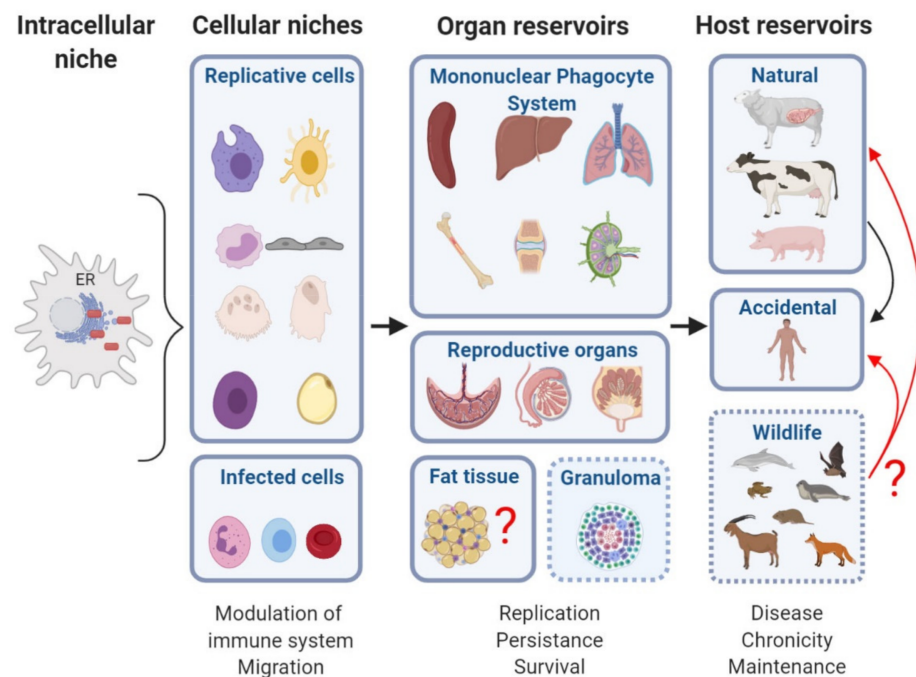 Intracellular
niche
Cellular niches
Organ reservoirs
Host reservoirs
ER
Replicative cells
Infected cells
Modulation of
immune system
Migration
Mononuclear Phagocyte
System
Reproductive organs
Fat tissue
?
Granuloma
Replication
Persistance
Survival
Natural
Accidental
Wildlife
?
Disease
Chronicity
Maintenance